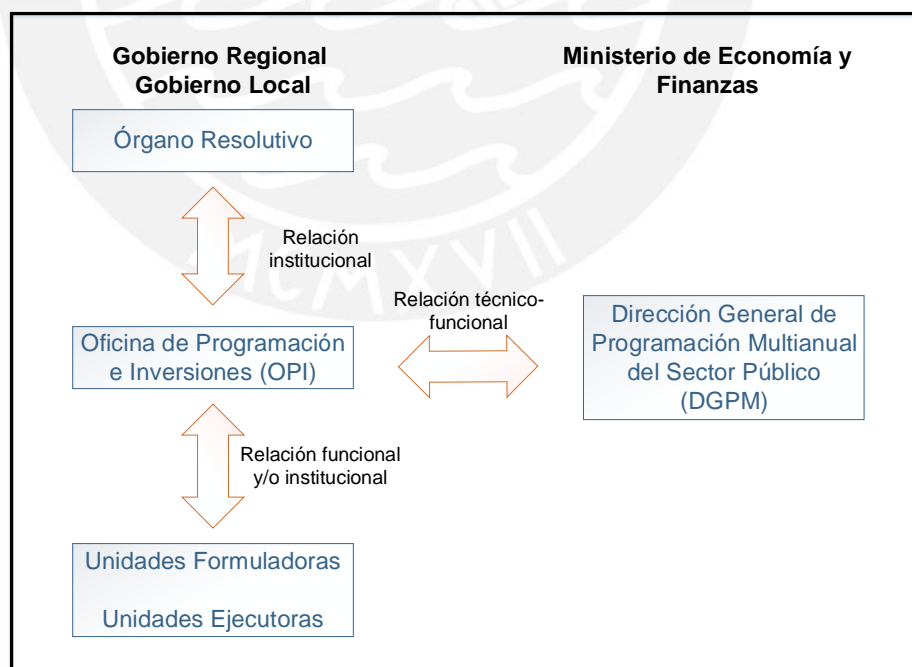 Gobierno Regional
Gobierno Local
Ministerio de Economía y
Finanzas
Órgano Resolutivo
Relación
institucional
Relación técnico-
funcional
Oficina de Programación
e Inversiones (OPI)
Dirección General de
Programación Multianual
del Sector Público
(DGPM)
Relación funcional
y/o institucional
Unidades Formuladoras
Unidades Ejecutoras
MCMXVII